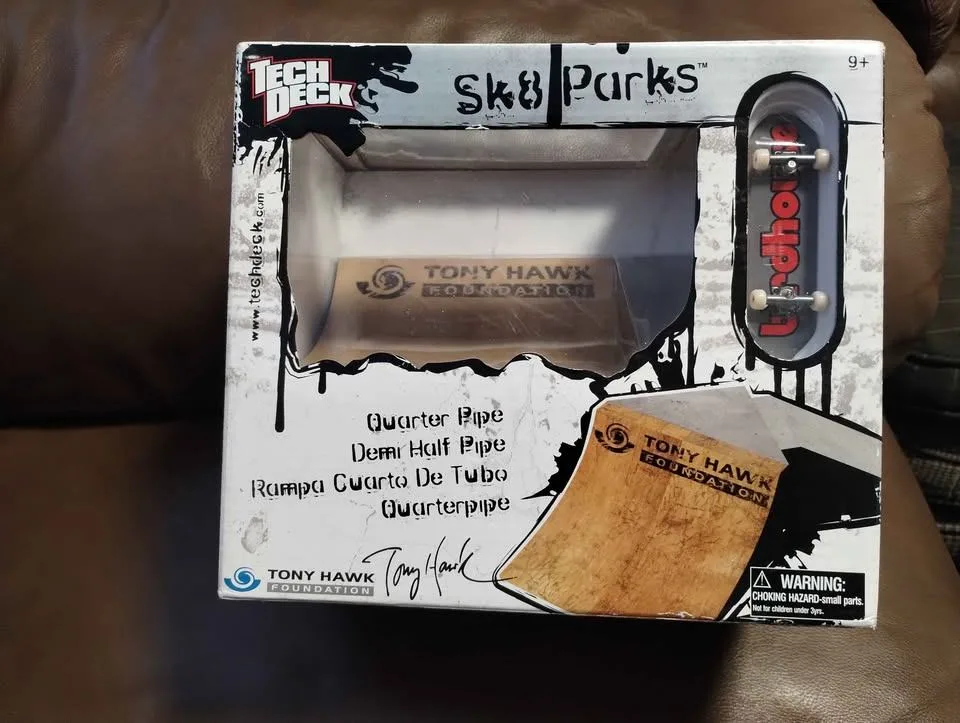 TECH
DECK
Sk8 Parks™
9+
www.techdeck.com
TONY HAWK
FOUNDATION
birdhouse
Quarter Pipe
Demi Half Pipe
Rampa Cuarto De Tubo
Quarterpipe
TONY HAWK
FOUNDATION
TONY HAWK
FOUNDATION
Tony Hawk
WARNING:
CHOKING HAZARD-small parts.
Not for children under 3yrs.